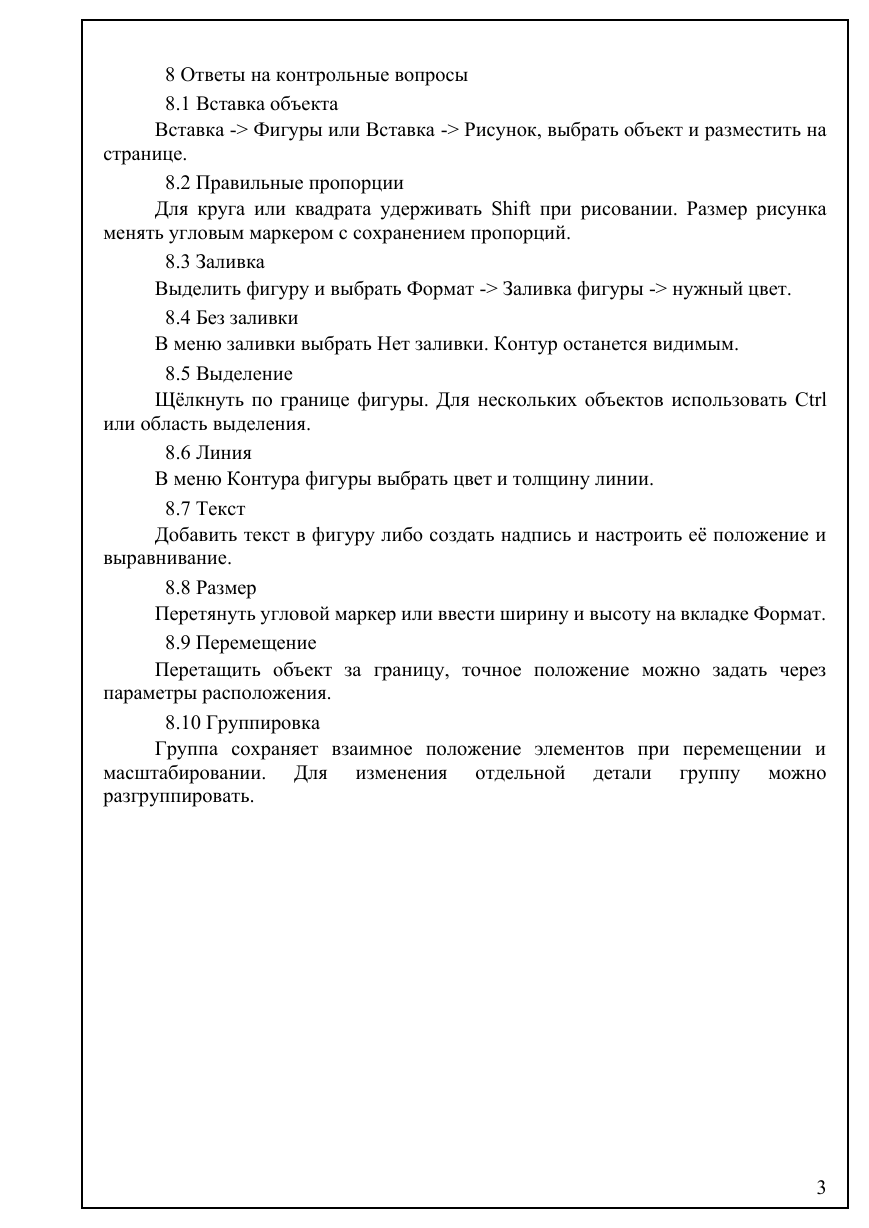 8 Ответы на контрольные вопросы
8.1 Вставка объекта
Вставка -> Фигуры или Вставка -> Рисунок, выбрать объект и разместить на
странице.
8.2 Правильные пропорции
Для круга или квадрата удерживать Shift при рисовании. Размер рисунка
менять угловым маркером с сохранением пропорций.
8.3 Заливка
Выделить фигуру и выбрать Формат -> Заливка фигуры -> нужный цвет.
8.4 Без заливки
В меню заливки выбрать Нет заливки. Контур останется видимым.
8.5 Выделение
Щёлкнуть по границе фигуры. Для нескольких объектов использовать Ctrl
или область выделения.
8.6 Линия
В меню Контура фигуры выбрать цвет и толщину линии.
8.7 Текст
Добавить текст в фигуру либо создать надпись и настроить её положение и
выравнивание.
8.8 Размер
Перетянуть угловой маркер или ввести ширину и высоту на вкладке Формат.
8.9 Перемещение
Перетащить объект за границу, точное положение можно задать через
параметры расположения.
8.10 Группировка
Группа сохраняет взаимное положение элементов при перемещении и
масштабировании. Для изменения отдельной детали группу можно
разгруппировать.
3